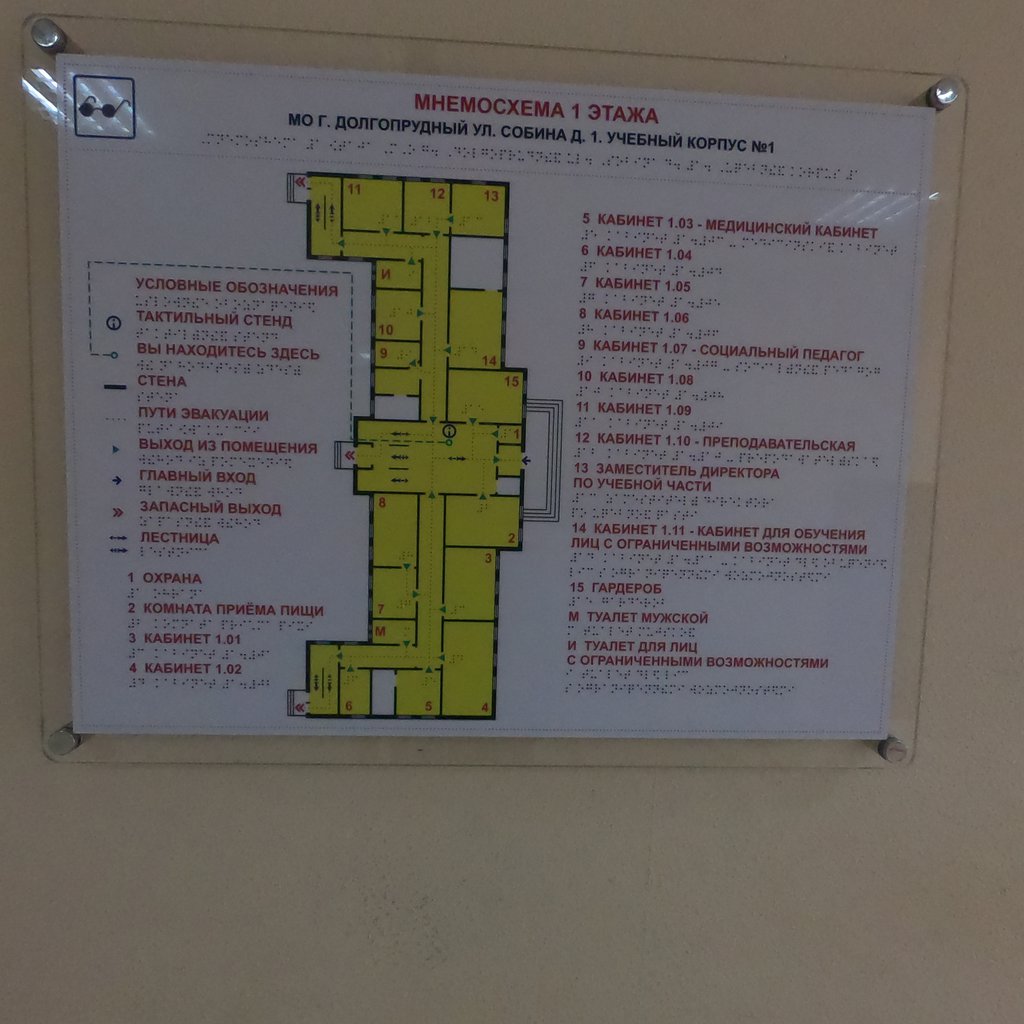 МНЕМОСХЕМА 1 ЭТАЖА
МО Г. ДОЛГОПРУДНЫЙ УЛ. СОБИНА Д. 1. УЧЕБНЫЙ КОРПУС №1
УСЛОВНЫЕ ОБОЗНАЧЕНИЯ
ТАКТИЛЬНЫЙ СТЕНД
ВЫ НАХОДИТЕСЬ ЗДЕСЬ
СТЕНА
ПУТИ ЭВАКУАЦИИ
ВЫХОД ИЗ ПОМЕЩЕНИЯ
ГЛАВНЫЙ ВХОД
ЗАПАСНЫЙ ВЫХОД
ЛЕСТНИЦА
1 ОХРАНА
2 КОМНАТА ПРИЁМА ПИЩИ
3 КАБИНЕТ 1.01
4 КАБИНЕТ 1.02
11
12
13
И
10
9
14
15
1
8
2
3
7
М
6
5
4
5 КАБИНЕТ 1.03 - МЕДИЦИНСКИЙ КАБИНЕТ
6 КАБИНЕТ 1.04
7 КАБИНЕТ 1.05
8 КАБИНЕТ 1.06
9 КАБИНЕТ 1.07 - СОЦИАЛЬНЫЙ ПЕДАГОГ
10 КАБИНЕТ 1.08
11 КАБИНЕТ 1.09
12 КАБИНЕТ 1.10 - ПРЕПОДАВАТЕЛЬСКАЯ
13 ЗАМЕСТИТЕЛЬ ДИРЕКТОРА
ПО УЧЕБНОЙ ЧАСТИ
14 КАБИНЕТ 1.11 - КАБИНЕТ ДЛЯ ОБУЧЕНИЯ
ЛИЦ С ОГРАНИЧЕННЫМИ ВОЗМОЖНОСТЯМИ
15 ГАРДЕРОБ
М ТУАЛЕТ МУЖСКОЙ
И ТУАЛЕТ ДЛЯ ЛИЦ
С ОГРАНИЧЕННЫМИ ВОЗМОЖНОСТЯМИ